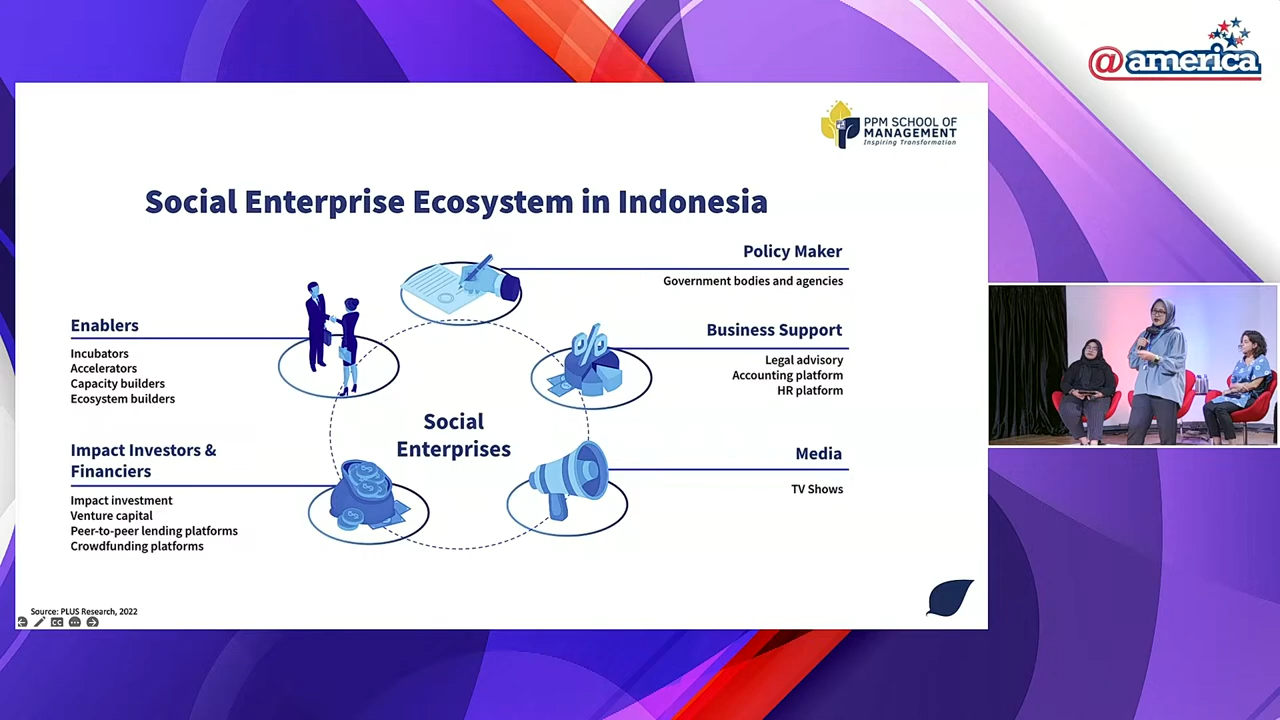 @america
PPM SCHOOL OF
MANAGEMENT
Inspiring Transformation
Social Enterprise Ecosystem in Indonesia
Policy Maker
Government bodies and agencies
Enablers
Incubators
Accelerators
Capacity builders
Ecosystem builders
Business Support
Legal advisory
Accounting platform
HR platform
Social
Enterprises
Impact Investors &
Financiers
Impact investment
Venture capital
Peer-to-peer lending platforms
Crowdfunding platforms
Media
TV Shows
Source: PLUS Research, 2022